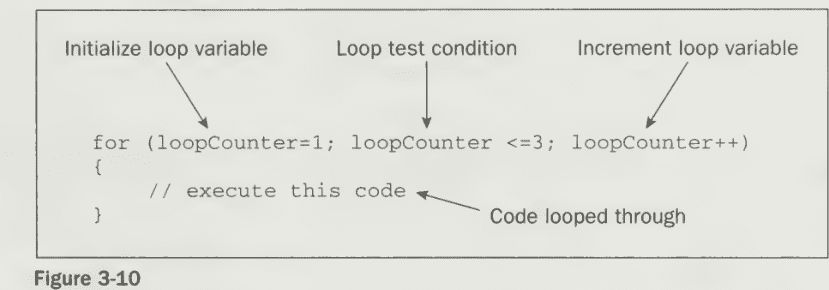 Initialize loop variable Loop test condition Increment loop variable
for (loopCounter=1; loopCounter <=3; loopCounter++)
{
// execute this code
Code looped through
}
Figure 3-10